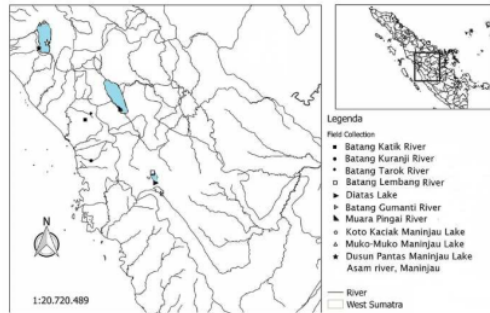 N
1:20.720.489
Legenda
Field Collection
Batang Katik River
Batang Kuranji River
Batang Tarok River
Batang Lembang River
Diatas Lake
Batang Gumanti River
Muara Pingai River
Koto Kaciak Maninjau Lake
Muko-Muko Maninjau Lake
Dusun Pantas Maninjau Lake
Asam river, Maninjau
River
West Sumatra